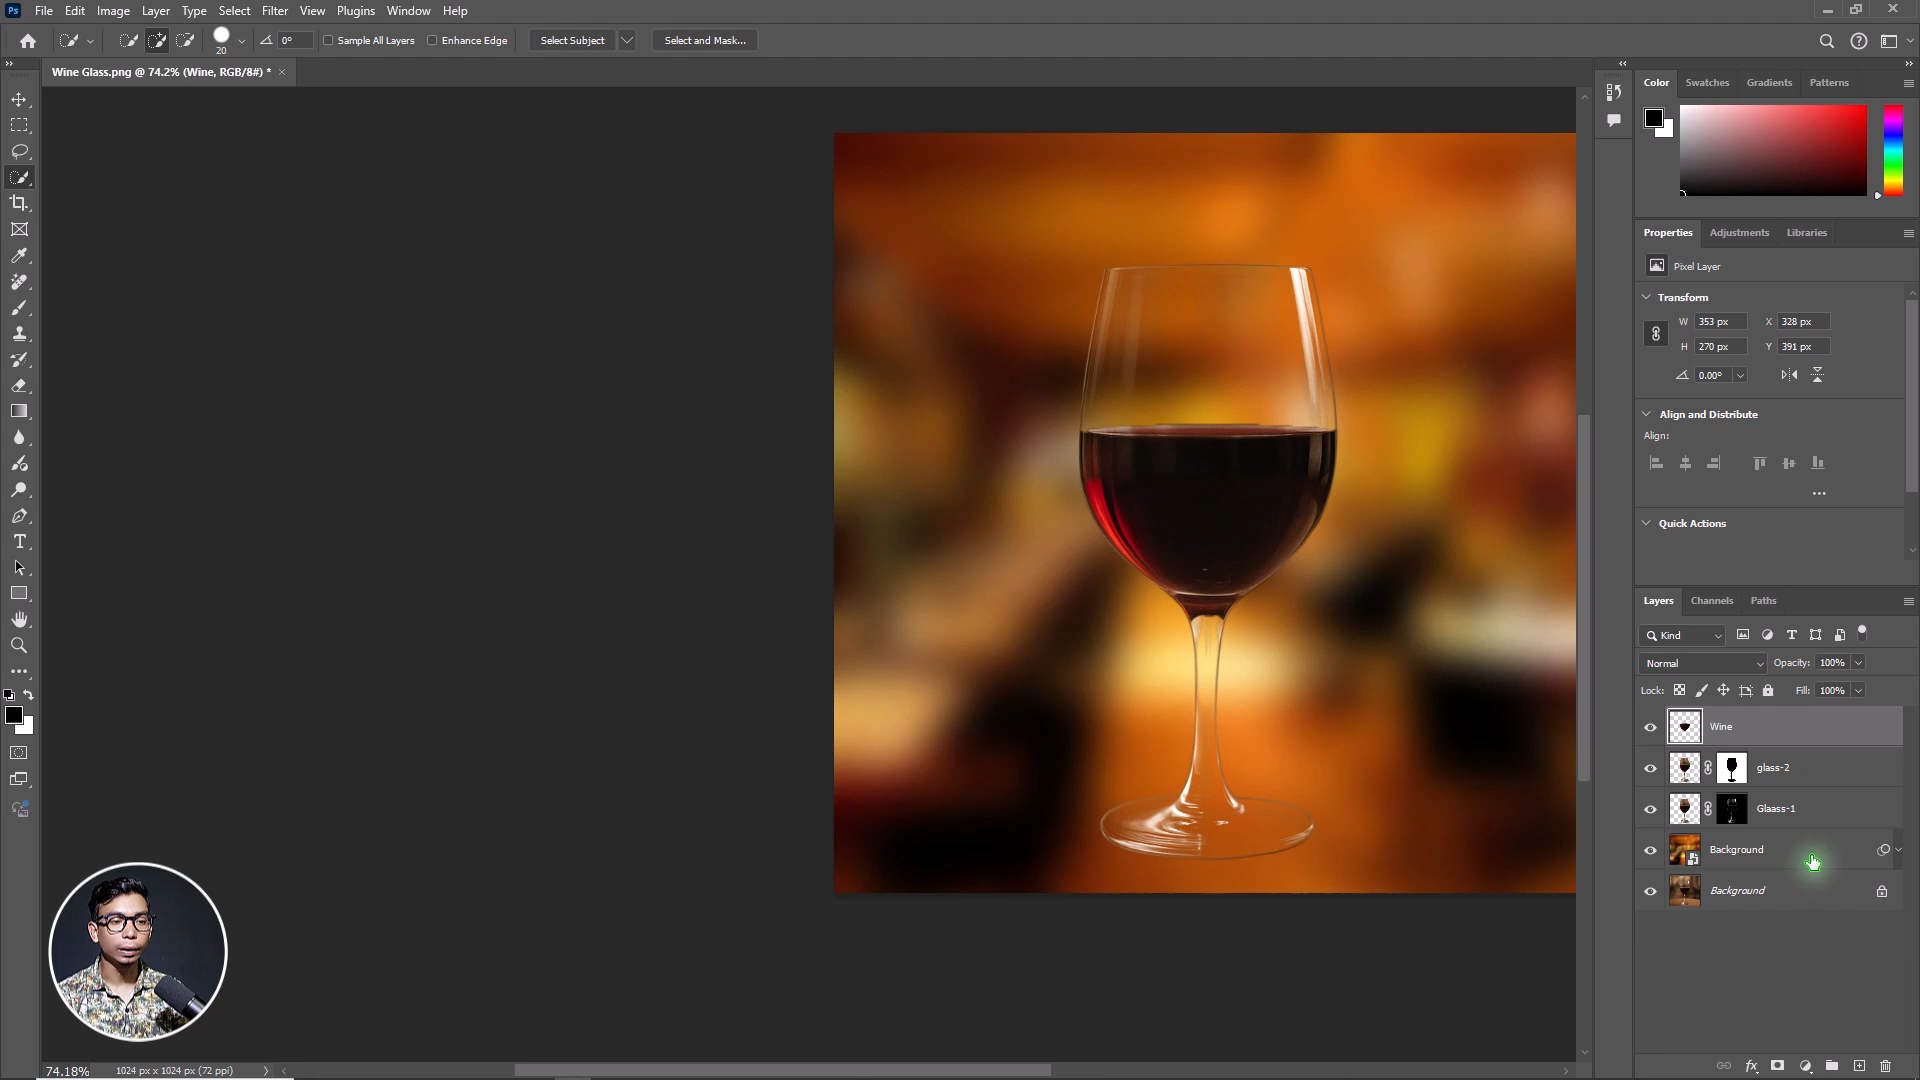 Ps File Edit Image Layer Type Select Filter View Plugins Window Help
20
0°
Sample All Layers
Enhance Edge
Select Subject
Select and Mask...
Wine Glass.png @ 74.2% (Wine, RGB/8#) *
Color Swatches Gradients Patterns
Properties Adjustments Libraries
Pixel Layer
Transform
W 353 px X 328 px
H 270 px Y 391 px
0.00°
Align and Distribute
Align:
Quick Actions
Layers Channels Paths
Kind
Normal Opacity: 100%
Lock: Fill: 100%
Wine
glass-2
Glaass-1
Background
Background
74.18% 1024 px x 1024 px (72 ppi)